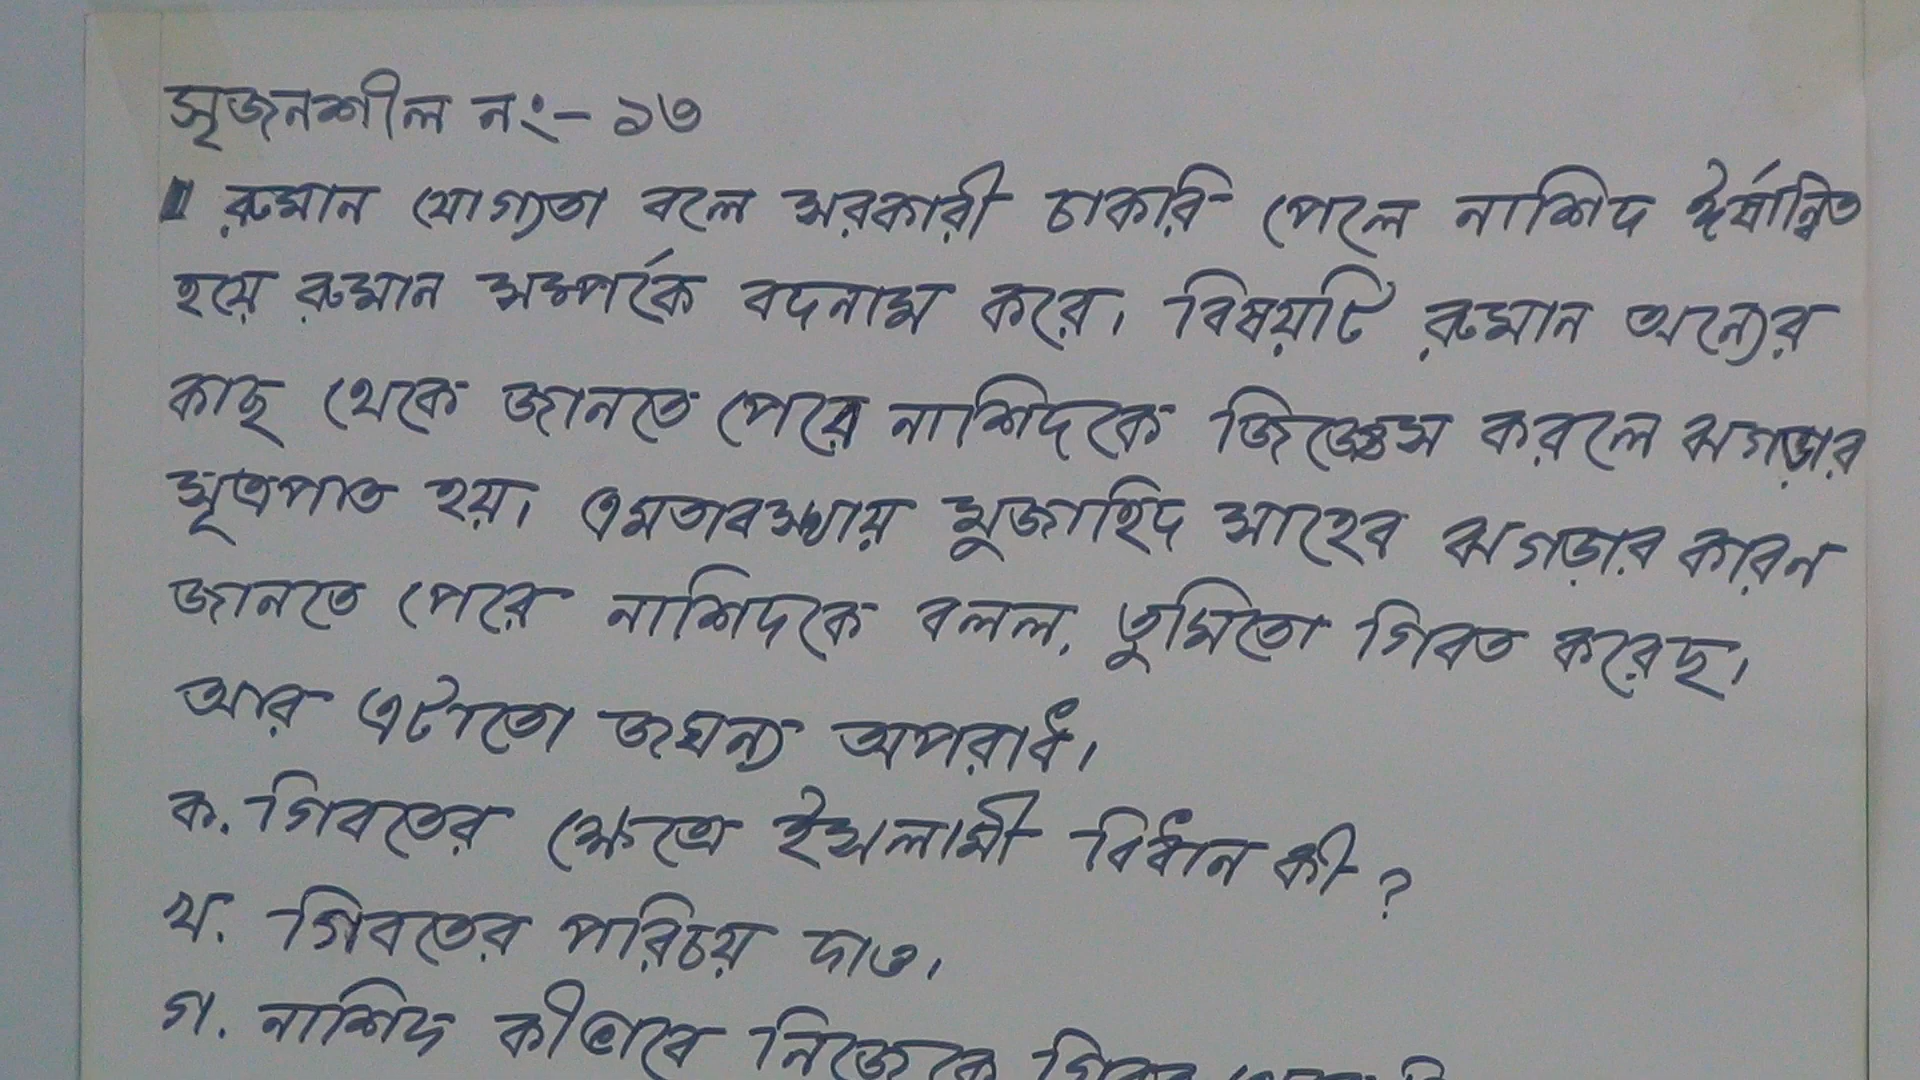 সৃজনশীল নং- ১৩
রুমান যোগ্যতা বলে সরকারী চাকরি পেলে নাশিদ ঈর্ষান্বিত
হয়ে রুমান সম্পর্কে বদনাম করে। বিষয়টি রুমান অন্যের
কাছ থেকে জানতে পেরে নাশিদকে জিজ্ঞেস করলে ঝগড়ার
সূত্রপাত হয়। এমতাবস্থায় মুজাহিদ সাহেব ঝগড়ার কারন
জানতে পেরে নাশিদকে বলল, তুমিতো গিবত করেছ।
আর এটাতো জঘন্য অপরাধ।
ক. গিবতের ক্ষেত্রে ইসলামী বিধান কী?
খ. গিবতের পরিচয় দাও।
গ. নাশিদ কীভাবে নিজেকে